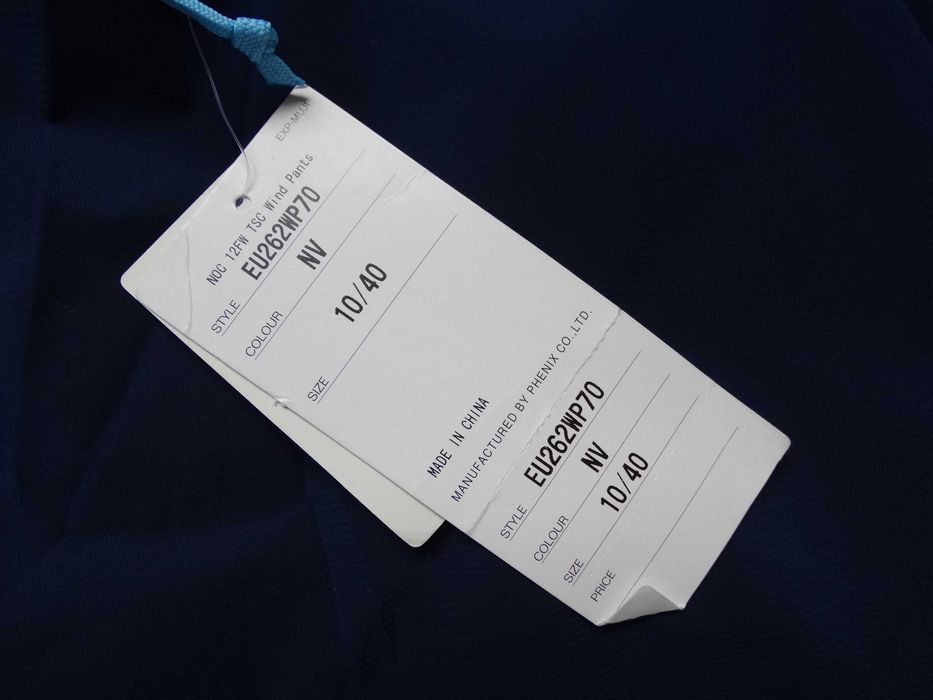 EXP.MUJI
NOC 12FW TSC Wind Pants
STYLE EU262WP70
COLOUR NV
SIZE 10/40
MADE IN CHINA
MANUFACTURED BY PHENIX CO.,LTD.
STYLE EU262WP70
COLOUR NV
SIZE 10/40
PRICE